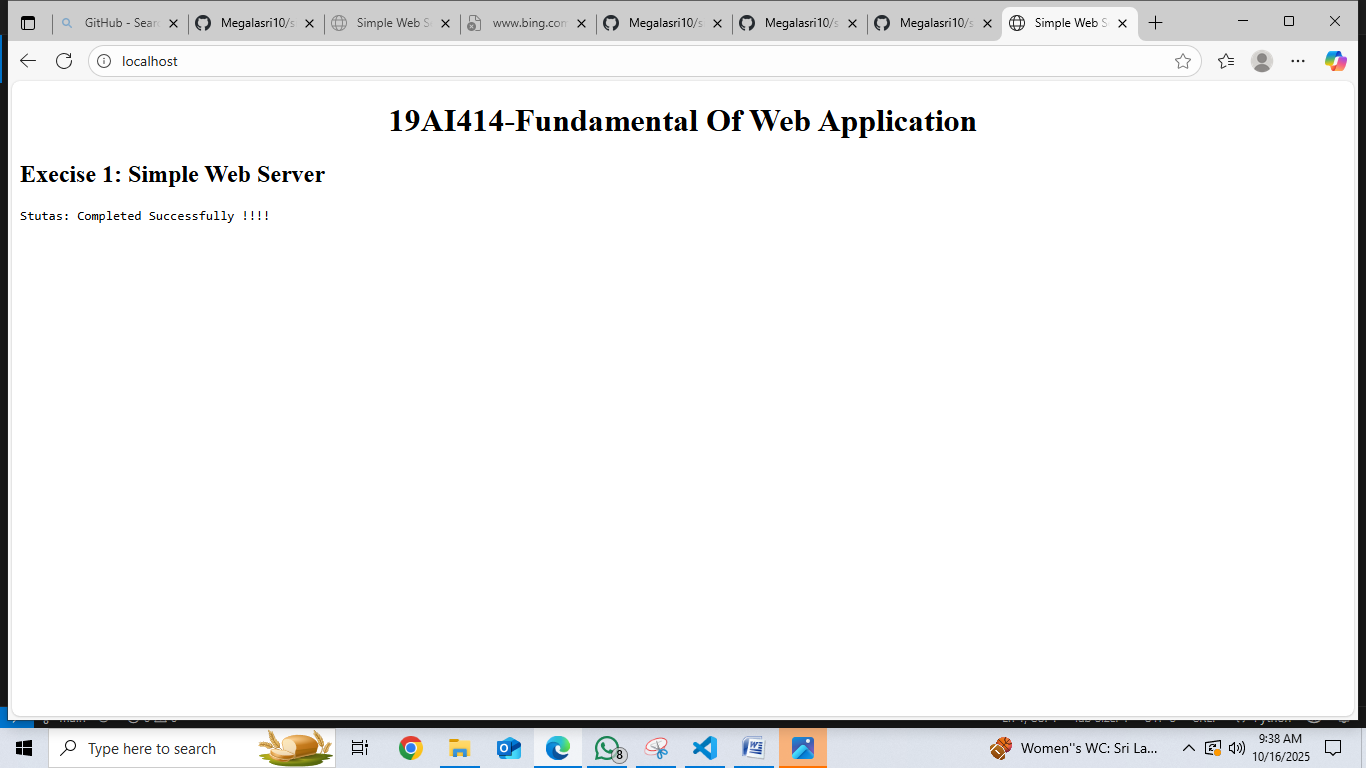 GitHub - Sear
Megalasri10/s
Simple Web S
www.bing.com
Megalasri10/s
Megalasri10/s
Megalasri10/s
Simple Web S
localhost
19AI414-Fundamental Of Web Application
Execise 1: Simple Web Server
Stutas: Completed Successfully !!!!
Type here to search
8
Women''s WC: Sri La...
9:38 AM
10/16/2025